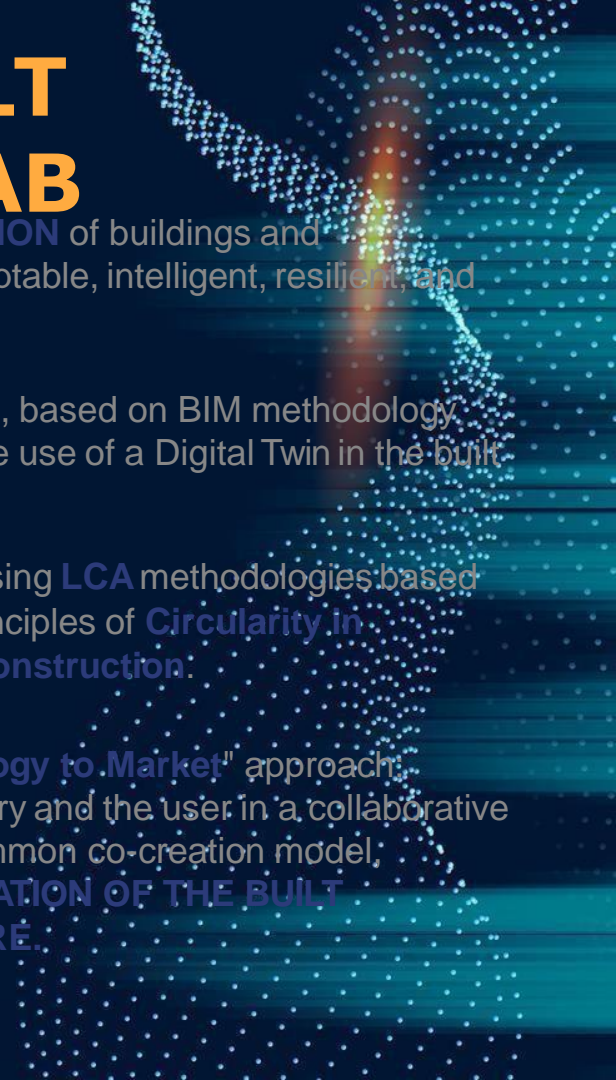 LT
AB
ION of buildings and
ptable, intelligent, resilient, and
, based on BIM methodology
e use of a Digital Twin in the built
sing LCA methodologies based
nciples of Circularity in
onstruction.
ogy to Market" approach,
ry and the user in a collaborative
mmon co-creation model,
ATION OF THE BUILT
RE.